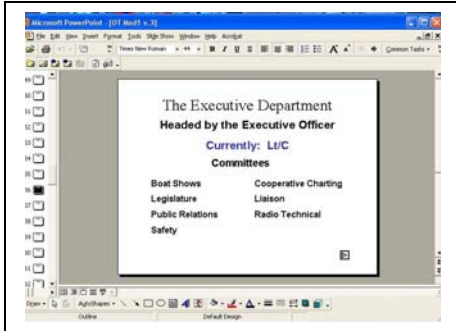 Microsoft PowerPoint - [OT Mod1 v.3]
File Edit View Insert Format Tools Slide Show Window Help Acrobat
Times New Roman 44 B I U S Common Tasks
The Executive Department
Headed by the Executive Officer
Currently: Lt/C
Committees
Boat Shows Cooperative Charting
Legislature Liaison
Public Relations Radio Technical
Safety
Draw AutoShapes
Outline Default Design